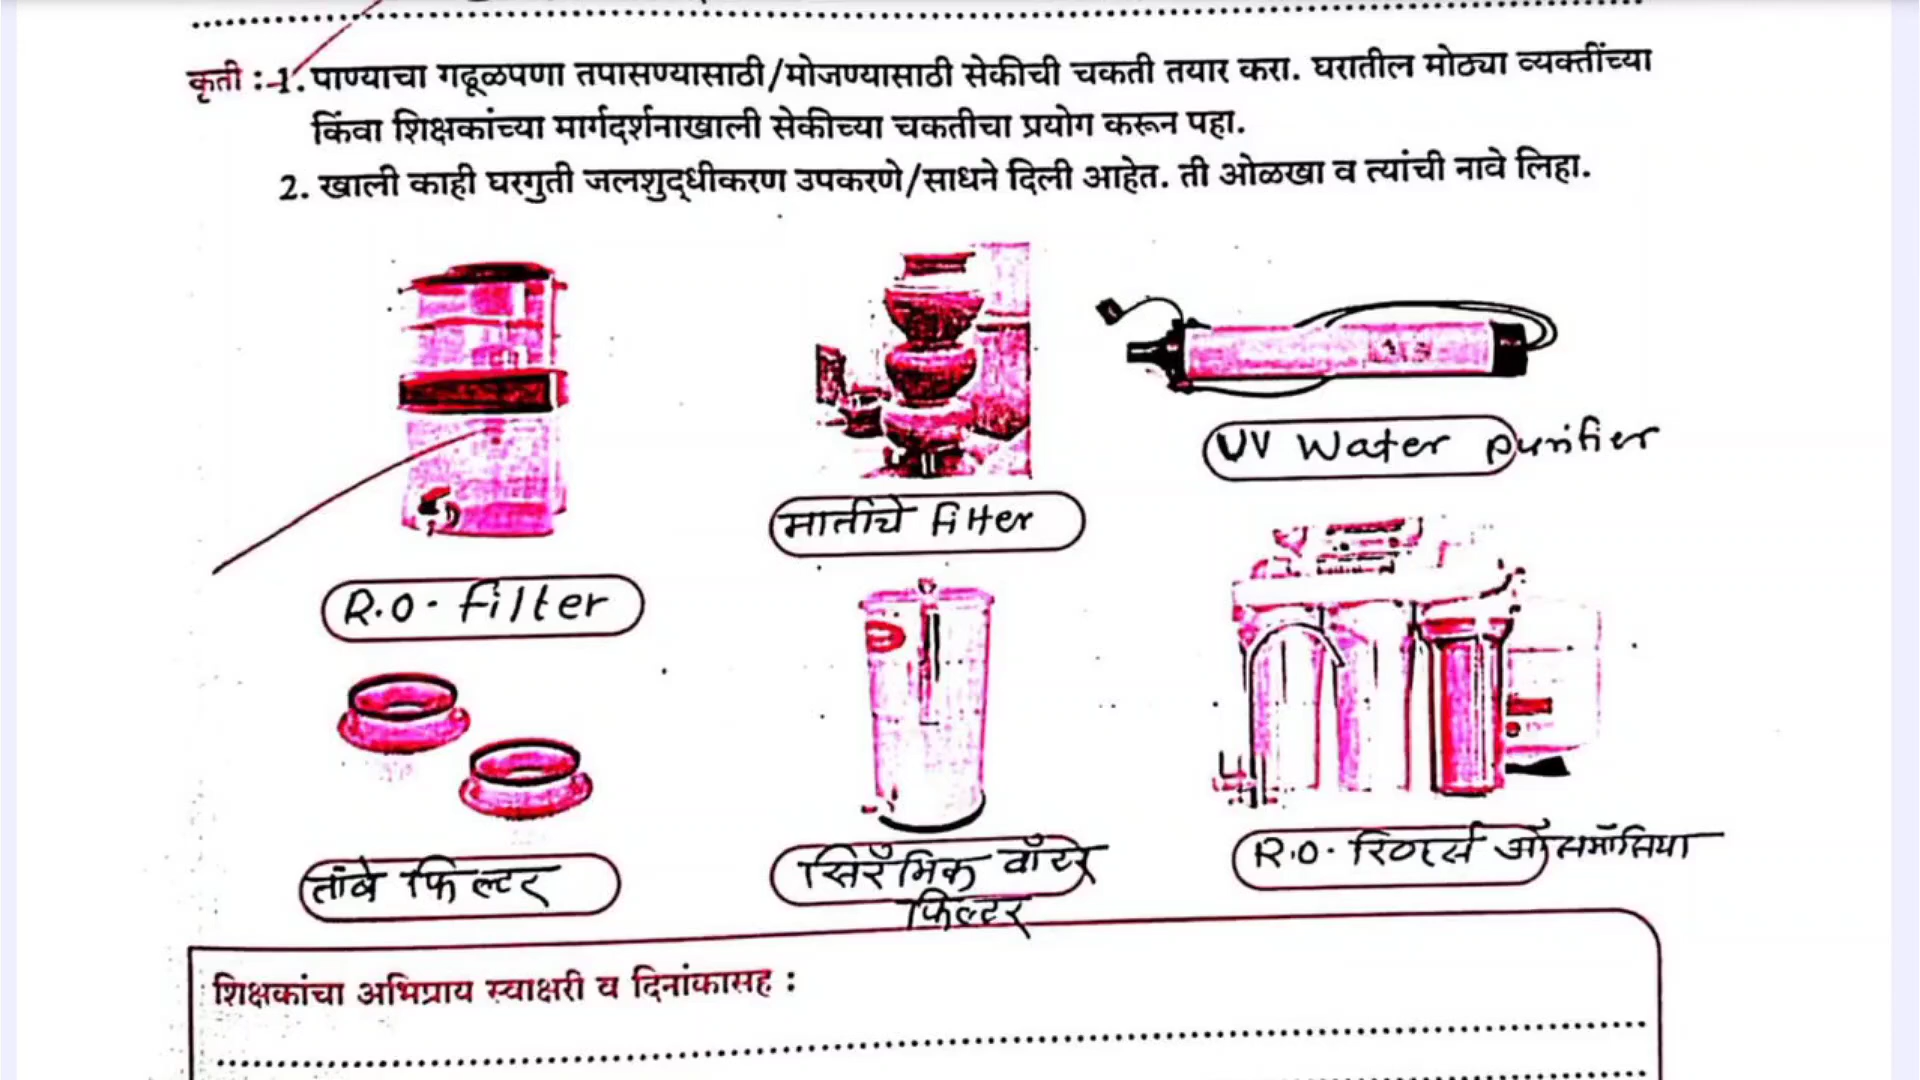 कृती : 1. पाण्याचा गढूळपणा तपासण्यासाठी/मोजण्यासाठी सेकीची चकती तयार करा. घरातील मोठ्या व्यक्तींच्या
किंवा शिक्षकांच्या मार्गदर्शनाखाली सेकीच्या चकतीचा प्रयोग करून पहा.
2. खाली काही घरगुती जलशुद्धीकरण उपकरणे/साधने दिली आहेत. ती ओळखा व त्यांची नावे लिहा.
UV Water purifier
मातीचे filter
R.O. filter
तांबे फिल्टर
सिरॅमिक वॉटर
फिल्टर
R.O. रिव्हर्स ऑसमॉसिया
शिक्षकांचा अभिप्राय स्वाक्षरी व दिनांकासह :